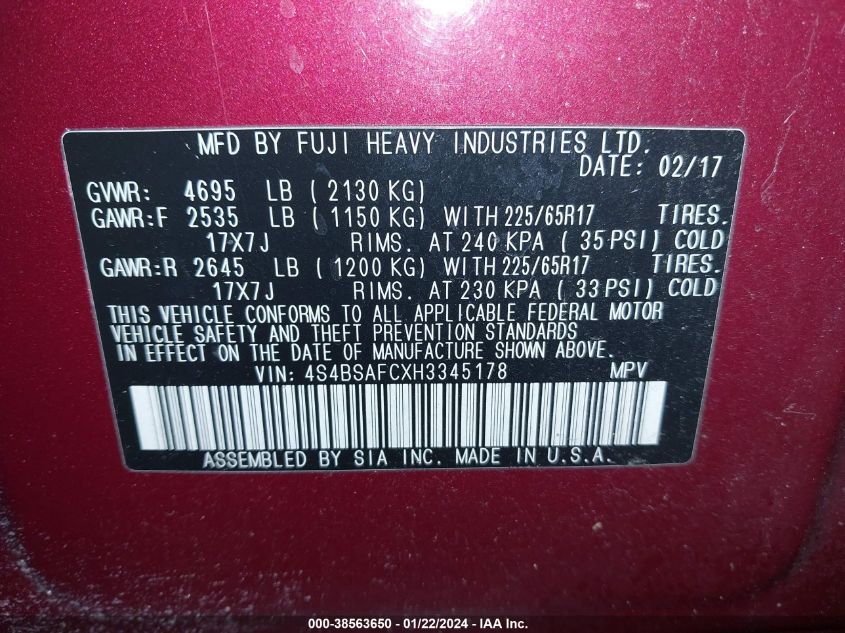 MFD BY FUJI HEAVY INDUSTRIES LTD.
DATE: 02/17
GVWR: 4695 LB ( 2130 KG)
GAWR:F 2535 LB ( 1150 KG) WITH 225/65R17 TIRES.
17X7J RIMS. AT 240 KPA ( 35 PSI) COLD
GAWR:R 2645 LB ( 1200 KG) WITH 225/65R17 TIRES.
17X7J RIMS. AT 230 KPA ( 33 PSI) COLD
THIS VEHICLE CONFORMS TO ALL APPLICABLE FEDERAL MOTOR
VEHICLE SAFETY AND THEFT PREVENTION STANDARDS
IN EFFECT ON THE DATE OF MANUFACTURE SHOWN ABOVE.
VIN: 4S4BSAFCXH3345178 MPV
ASSEMBLED BY SIA INC. MADE IN U.S.A.
000-38563650 - 01/22/2024 - IAA Inc.